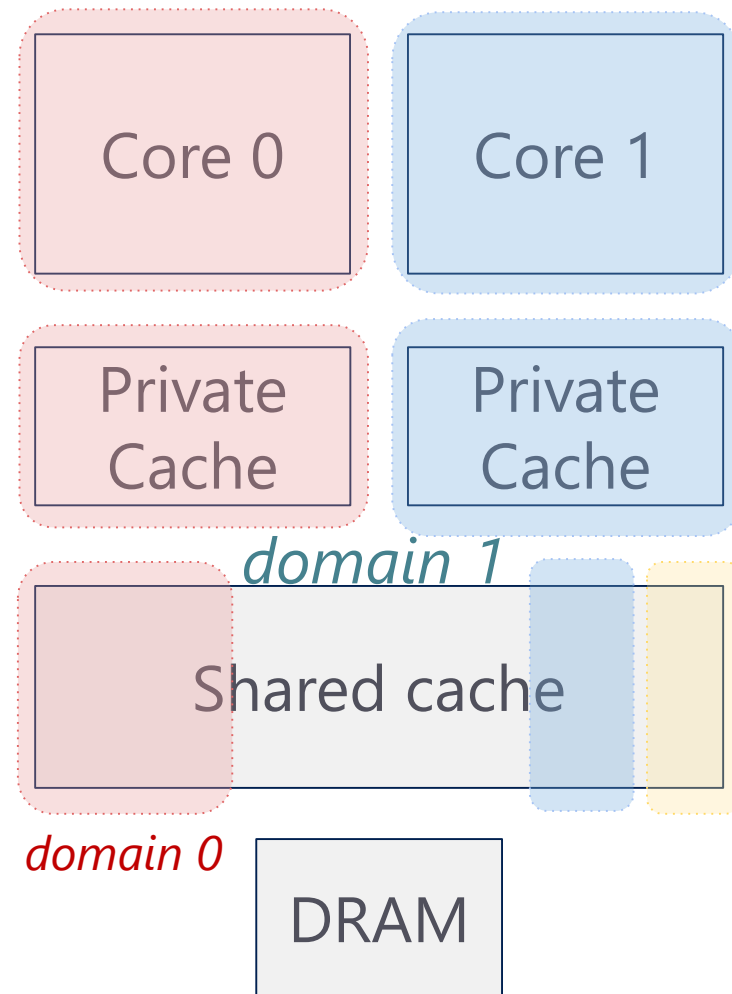 Core 0
Core 1
Private
Cache
Private
Cache
domain 1
Shared cache
domain 0
DRAM